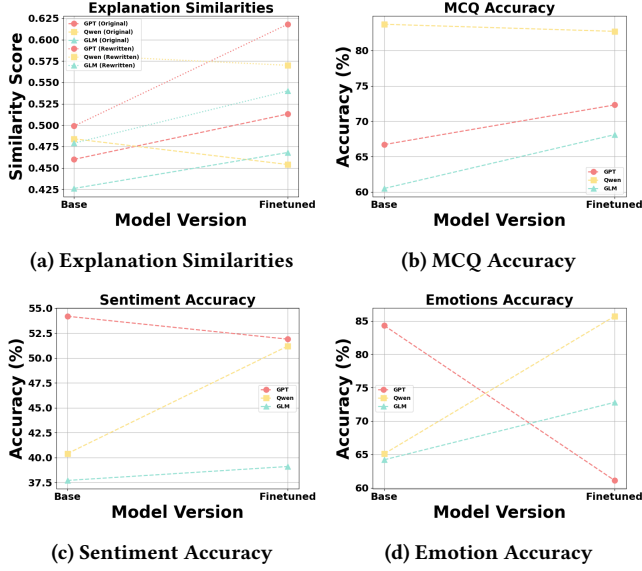 Explanation Similarities
0.625
0.600
0.575
0.550
0.525
0.500
0.475
0.450
0.425
Similarity Score
GPT (Original)
Qwen (Original)
GLM (Original)
GPT (Rewritten)
Qwen (Rewritten)
GLM (Rewritten)
Base
Finetuned
Model Version
(a) Explanation Similarities
MCQ Accuracy
80
75
70
65
60
Accuracy (%)
GPT
Qwen
GLM
Base
Finetuned
Model Version
(b) MCQ Accuracy
Sentiment Accuracy
55.0
52.5
50.0
47.5
45.0
42.5
40.0
37.5
Accuracy (%)
GPT
Qwen
GLM
Base
Finetuned
Model Version
(c) Sentiment Accuracy
Emotions Accuracy
85
80
75
70
65
60
Accuracy (%)
GPT
Qwen
GLM
Base
Finetuned
Model Version
(d) Emotion Accuracy